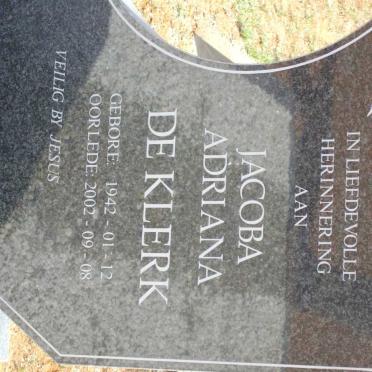 IN LIEFDEVOLLE
HERINNERING
AAN
JACOBA
ADRIANA
DE KLERK
GEBORE: 1942 - 01 - 12
OORLEDE: 2002 - 09 - 08
VEILIG BY JESUS